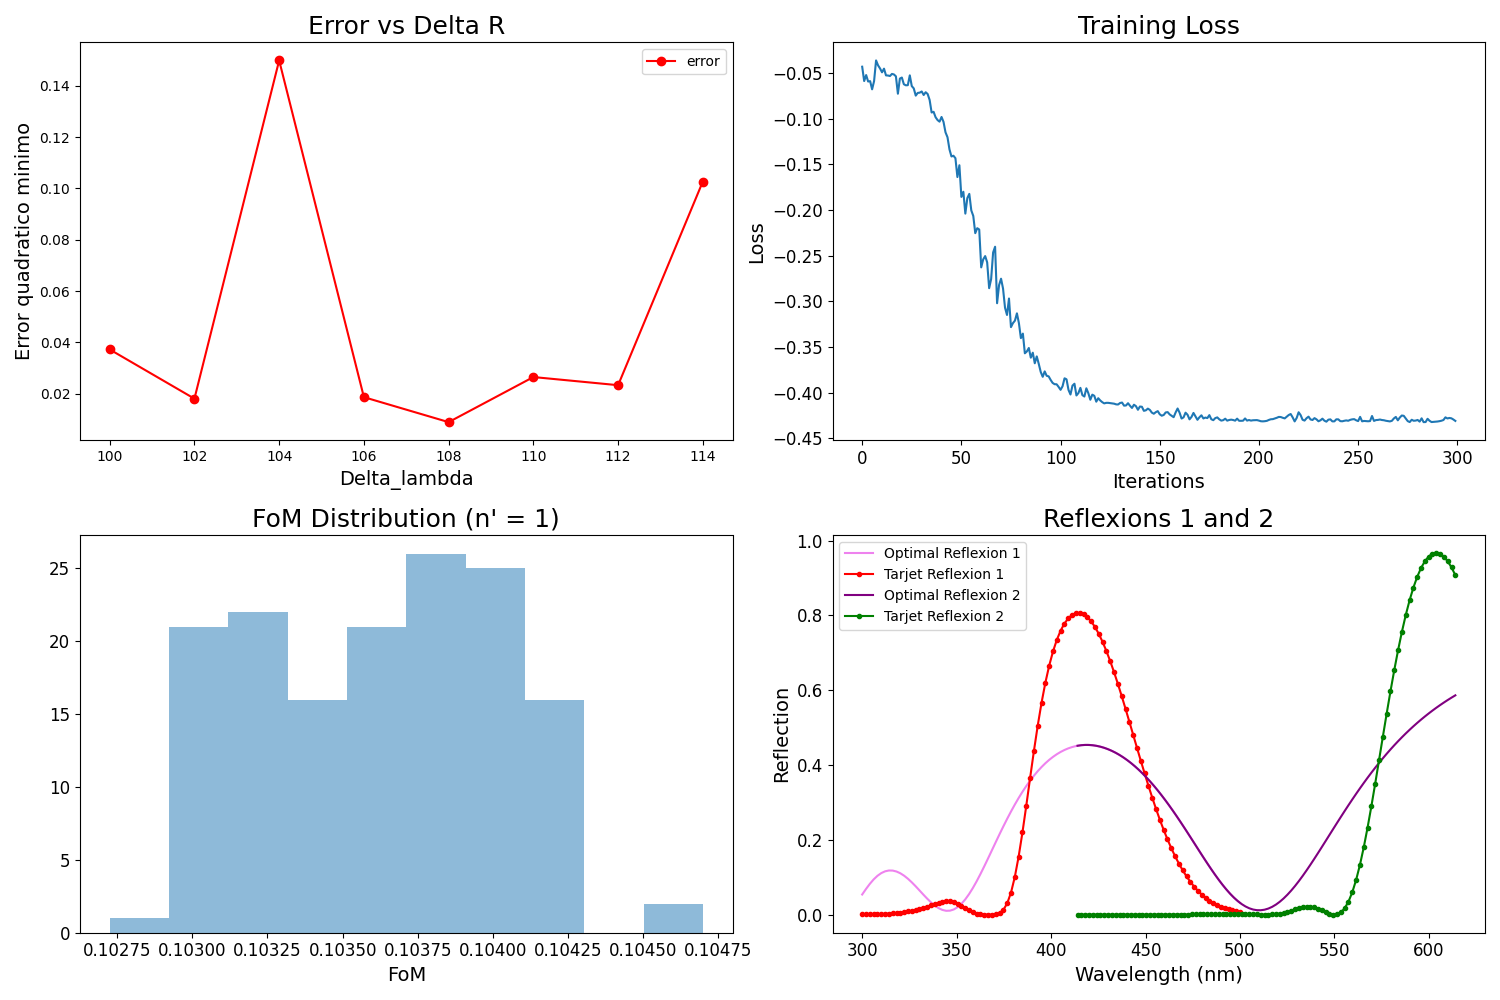 Error vs Delta R
error
Error quadratico minimo
0.14
0.12
0.10
0.08
0.06
0.04
0.02
100 102 104 106 108 110 112 114
Delta_lambda
Training Loss
Loss
−0.05
−0.10
−0.15
−0.20
−0.25
−0.30
−0.35
−0.40
−0.45
0 50 100 150 200 250 300
Iterations
FoM Distribution (n' = 1)
25
20
15
10
5
0
0.10275 0.10300 0.10325 0.10350 0.10375 0.10400 0.10425 0.10450 0.10475
FoM
Reflexions 1 and 2
Optimal Reflexion 1
Tarjet Reflexion 1
Optimal Reflexion 2
Tarjet Reflexion 2
Reflection
1.0
0.8
0.6
0.4
0.2
0.0
300 350 400 450 500 550 600
Wavelength (nm)